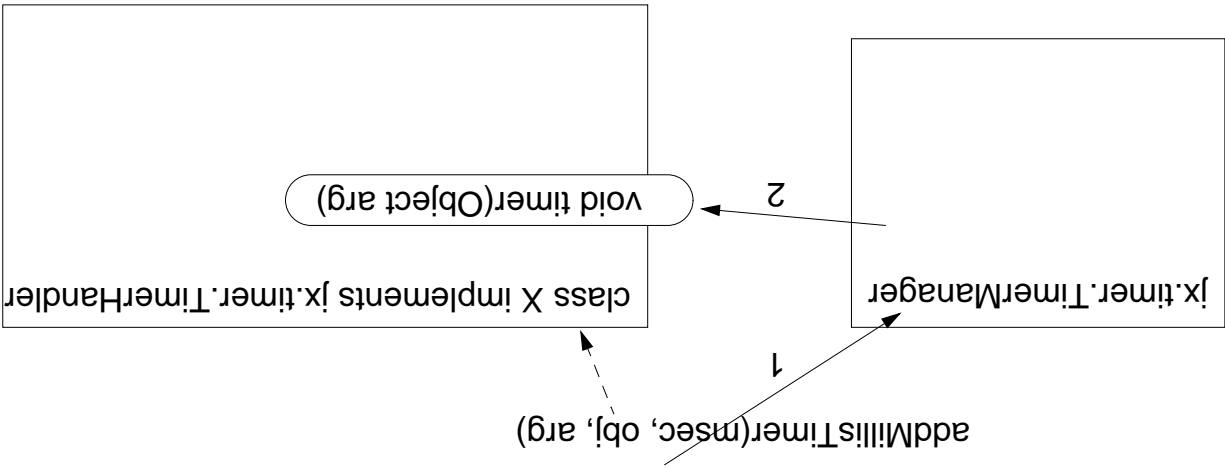 addMillisTimer(msec, obj, arg)
1
jx.timer.TimerManager
class X implements jx.timer.TimerHandler
2
void timer(Object arg)